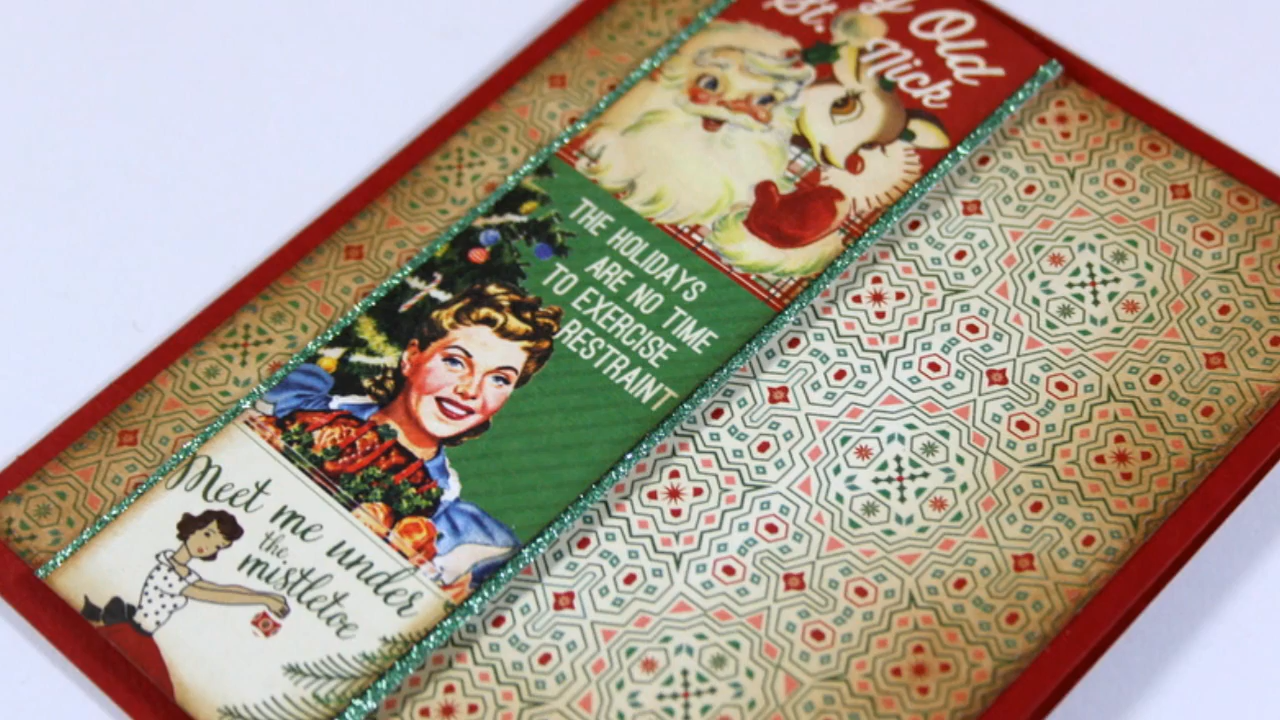 Old
St. Nick
THE HOLIDAYS
ARE NO TIME
TO EXERCISE
RESTRAINT
Meet me under
the
mistletoe